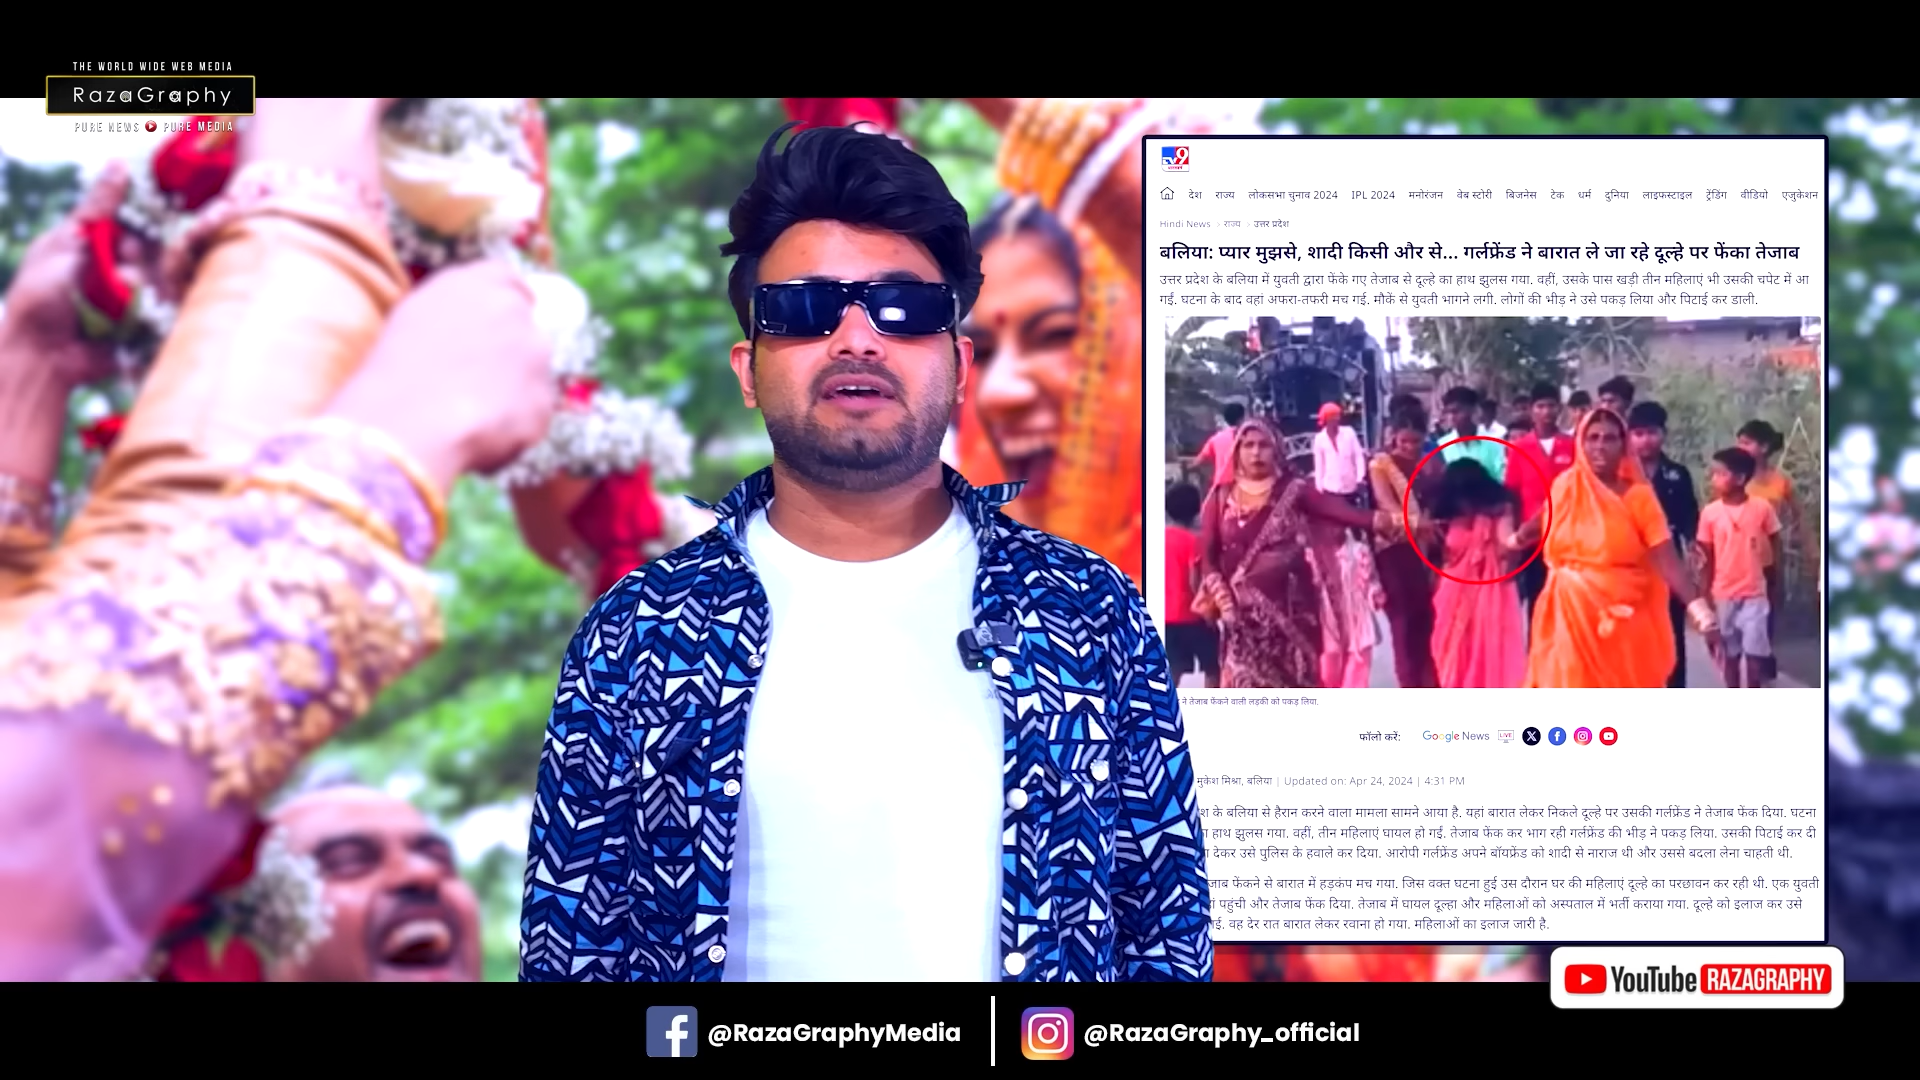 THE WORLD WIDE WEB MEDIA
RazaGraphy
PURE NEWS PURE MEDIA
TV9
देश राज्य लोकसभा चुनाव 2024 IPL 2024 मनोरंजन वेब स्टोरी बिजनेस टेक धर्म दुनिया लाइफस्टाइल ट्रेंडिंग वीडियो एजुकेशन
Hindi News › राज्य › उत्तर प्रदेश
बलिया: प्यार मुझसे, शादी किसी और से... गर्लफ्रेंड ने बारात ले जा रहे दूल्हे पर फेंका तेजाब
उत्तर प्रदेश के बलिया में युवती द्वारा फेंके गए तेजाब से दूल्हे का हाथ झुलस गया. वहीं, उसके पास खड़ी तीन महिलाएं भी उसकी चपेट में आ
गईं. घटना के बाद वहां अफरा-तफरी मच गई. मौके से युवती भागने लगी. लोगों की भीड़ ने उसे पकड़ लिया और पिटाई कर डाली.
ने तेजाब फेंकने वाली लड़की को पकड़ लिया.
फॉलो करें: Google News LIVE
मुकेश मिश्रा, बलिया | Updated on: Apr 24, 2024 | 4:31 PM
के बलिया से हैरान करने वाला मामला सामने आया है. यहां बारात लेकर निकले दूल्हे पर उसकी गर्लफ्रेंड ने तेजाब फेंक दिया. घटना
हाथ झुलस गया. वहीं, तीन महिलाएं घायल हो गईं. तेजाब फेंक कर भाग रही गर्लफ्रेंड की भीड़ ने पकड़ लिया. उसकी पिटाई कर दी
देकर उसे पुलिस के हवाले कर दिया. आरोपी गर्लफ्रेंड अपने बॉयफ्रेंड को शादी से नाराज थी और उससे बदला लेना चाहती थी.
फेंकने से बारात में हड़कंप मच गया. जिस वक्त घटना हुई उस दौरान घर की महिलाएं दूल्हे का परछावन कर रही थी. एक युवती
पहुंची और तेजाब फेंक दिया. तेजाब में घायल दूल्हा और महिलाओं को अस्पताल में भर्ती कराया गया. दूल्हे को इलाज कर उसे
वह देर रात बारात लेकर रवाना हो गया. महिलाओं का इलाज जारी है.
YouTube RAZAGRAPHY
@RazaGraphyMedia
@RazaGraphy_official